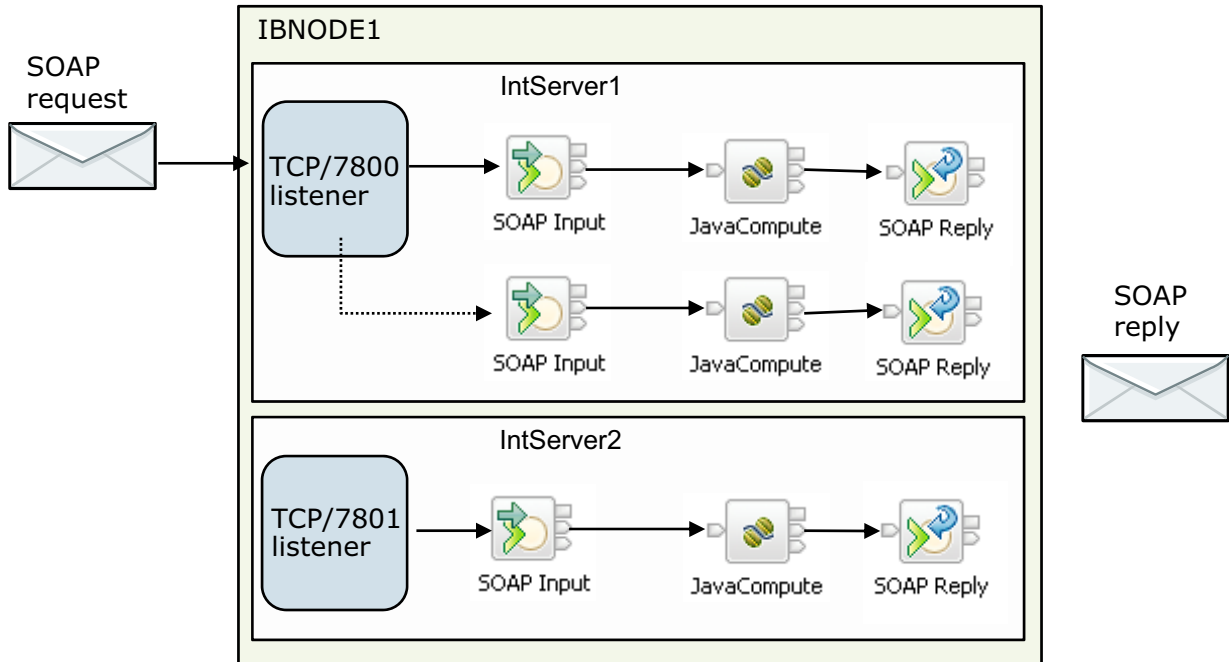 IBNODE1
SOAP
request
IntServer1
TCP/7800
listener
SOAP Input
JavaCompute
SOAP Reply
SOAP Input
JavaCompute
SOAP Reply
SOAP
reply
IntServer2
TCP/7801
listener
SOAP Input
JavaCompute
SOAP Reply